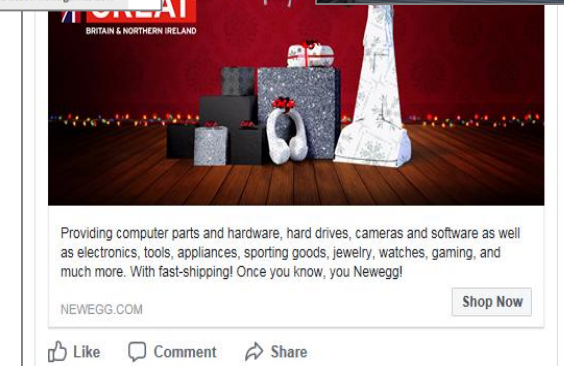 GREAT
BRITAIN & NORTHERN IRELAND
Providing computer parts and hardware, hard drives, cameras and software as well
as electronics, tools, appliances, sporting goods, jewelry, watches, gaming, and
much more. With fast-shipping! Once you know, you Newegg!
NEWEGG.COM
Shop Now
Like Comment Share